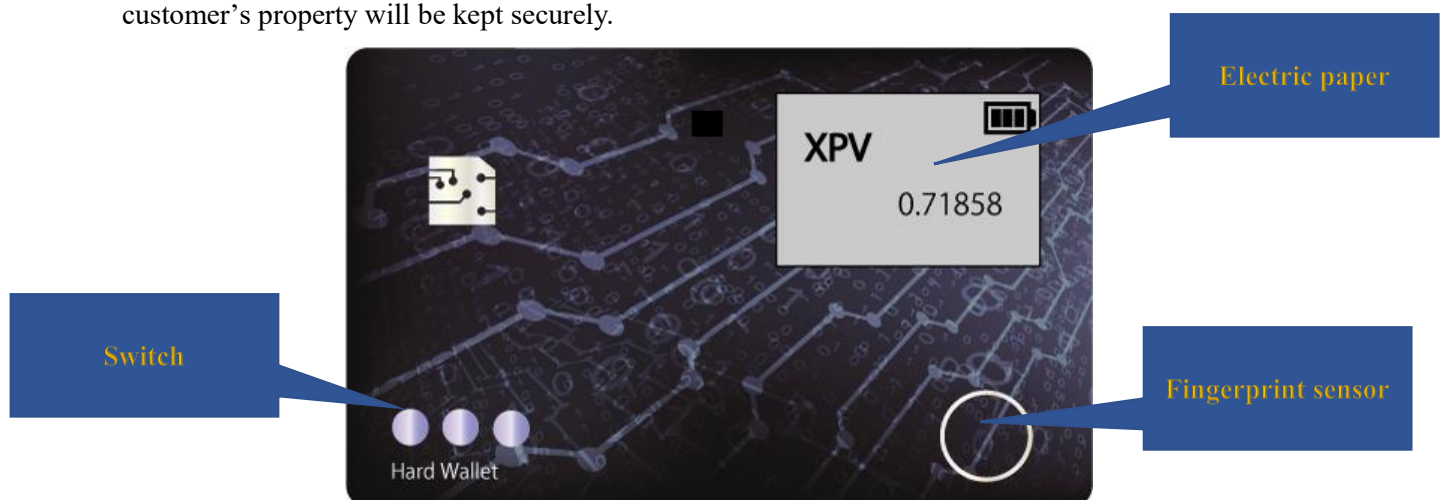 customer’s property will be kept securely.
Electric paper
XPV
0.71858
Switch
Fingerprint sensor
Hard Wallet